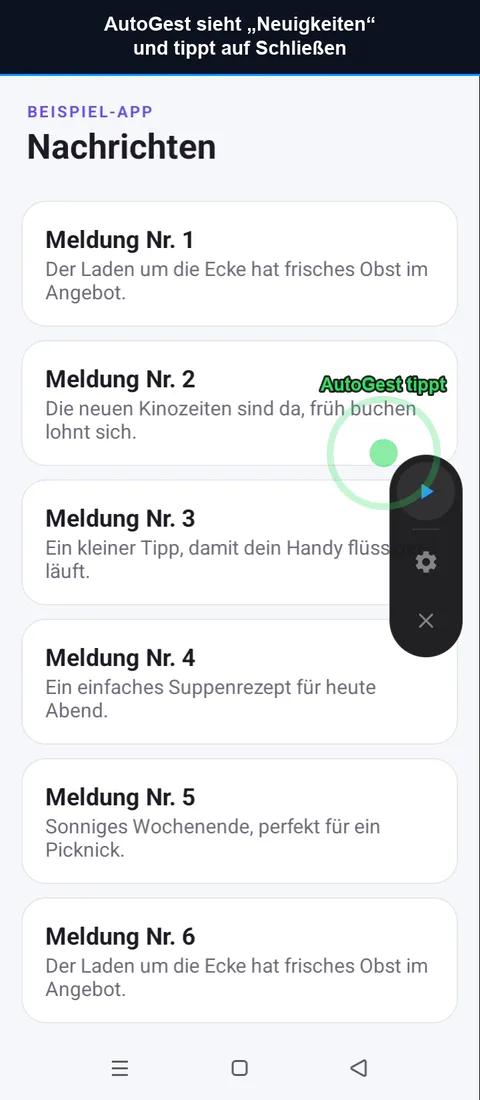 AutoGest sieht „Neuigkeiten“
und tippt auf Schließen
BEISPIEL-APP
Nachrichten
Meldung Nr. 1
Der Laden um die Ecke hat frisches Obst im
Angebot.
Meldung Nr. 2
AutoGest tippt
Die neuen Kinozeiten sind da, früh buchen
lohnt sich.
Meldung Nr. 3
Ein kleiner Tipp, damit dein Handy
läuft.
Meldung Nr. 4
Ein einfaches Suppenrezept für heute
Abend.
Meldung Nr. 5
Sonniges Wochenende, perfekt für ein
Picknick.
Meldung Nr. 6
Der Laden um die Ecke hat frisches Obst im
Angebot.